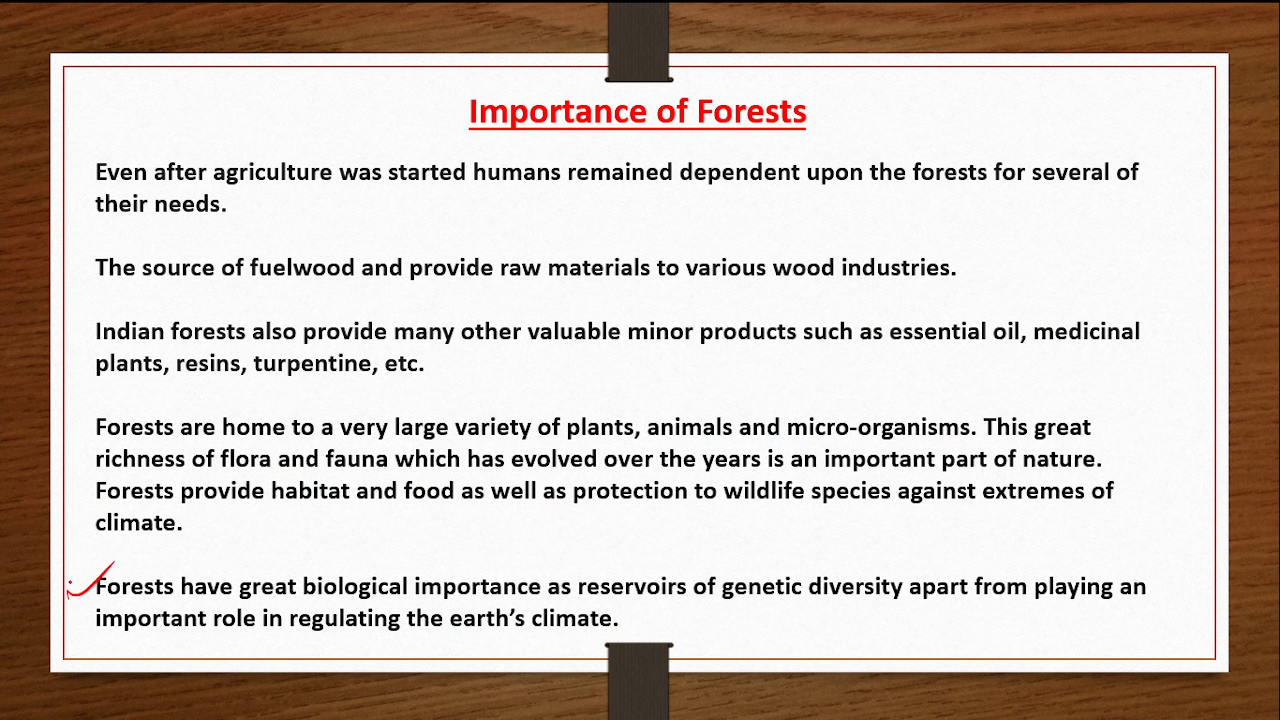 Importance of Forests
Even after agriculture was started humans remained dependent upon the forests for several of
their needs.
The source of fuelwood and provide raw materials to various wood industries.
Indian forests also provide many other valuable minor products such as essential oil, medicinal
plants, resins, turpentine, etc.
Forests are home to a very large variety of plants, animals and micro-organisms. This great
richness of flora and fauna which has evolved over the years is an important part of nature.
Forests provide habitat and food as well as protection to wildlife species against extremes of
climate.
Forests have great biological importance as reservoirs of genetic diversity apart from playing an
important role in regulating the earth’s climate.